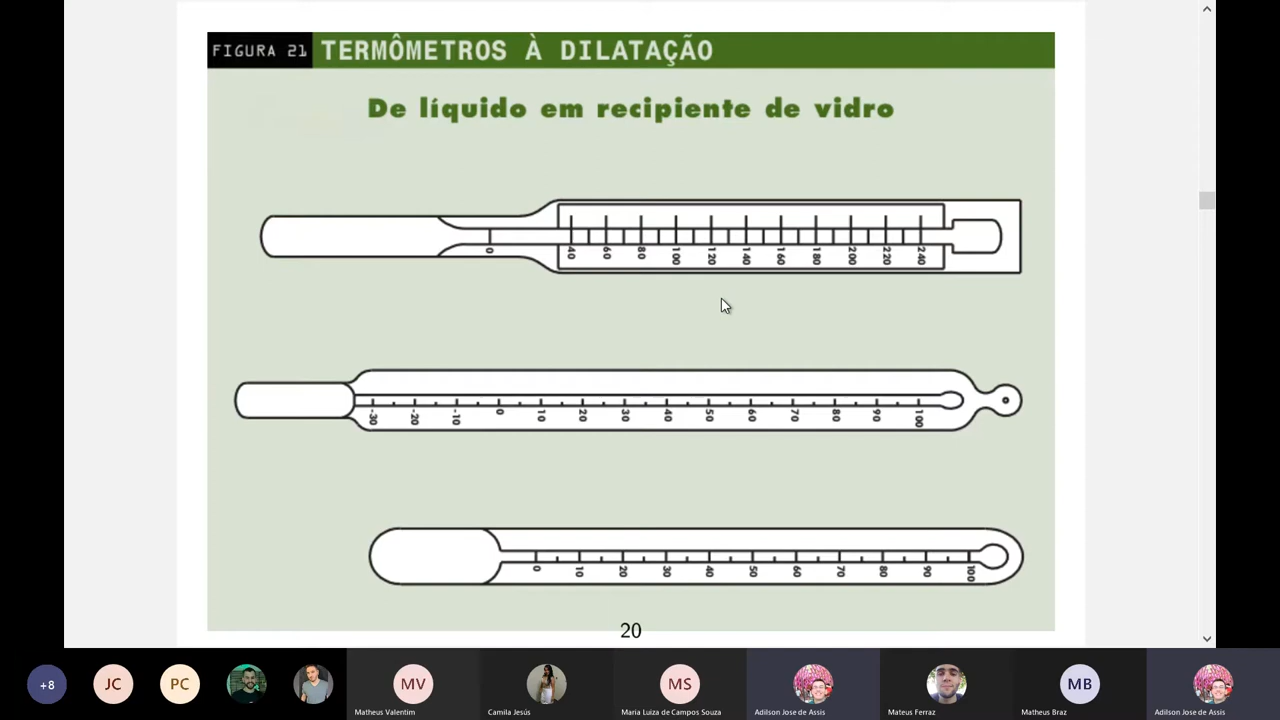 FIGURA 21 TERMÔMETROS À DILATAÇÃO
De líquido em recipiente de vidro
0 40 60 80 100 120 140 160 180 200 220 240
-30 -20 -10 0 10 20 30 40 50 60 70 80 90 100
0 10 20 30 40 50 60 70 80 90 100
20
+8 JC PC MV MS MB
Matheus Valentim Camila Jesús Maria Luiza de Campos Souza Adilson Jose de Assis Mateus Ferraz Matheus Braz Adilson Jose de Assis